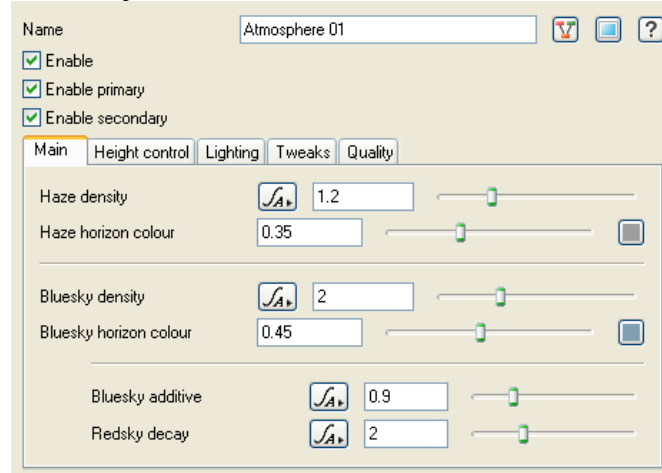 Name Atmosphere 01 ?
Enable
Enable primary
Enable secondary
Main Height control Lighting Tweaks Quality
Haze density 1.2
Haze horizon colour 0.35
Bluesky density 2
Bluesky horizon colour 0.45
Bluesky additive 0.9
Redsky decay 2